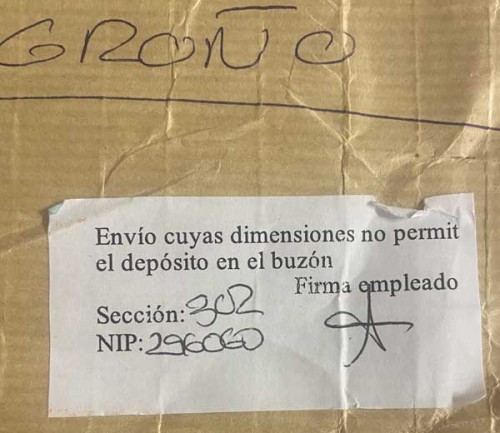 GROÑO
Envío cuyas dimensiones no permit
el depósito en el buzón
Firma empleado
Sección: 302
NIP: 296060